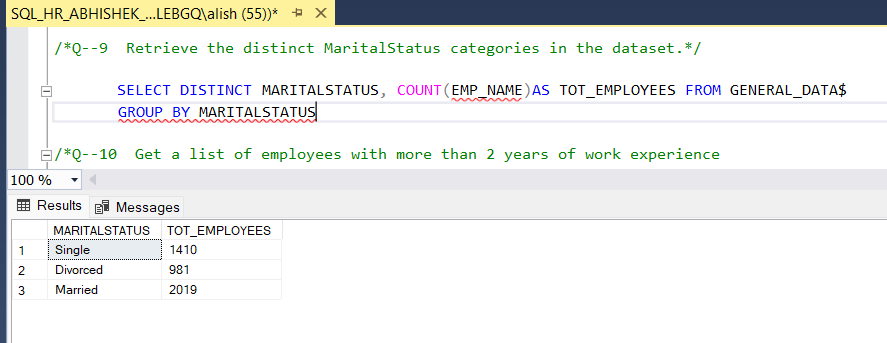 SQL_HR_ABHISHEK_...LEBGQ\alish (55))*
/*Q--9  Retrieve the distinct MaritalStatus categories in the dataset.*/
SELECT DISTINCT MARITALSTATUS, COUNT(EMP_NAME)AS TOT_EMPLOYEES FROM GENERAL_DATA$
GROUP BY MARITALSTATUS
/*Q--10  Get a list of employees with more than 2 years of work experience
100 %
Results Messages
MARITALSTATUS TOT_EMPLOYEES
1 Single 1410
2 Divorced 981
3 Married 2019